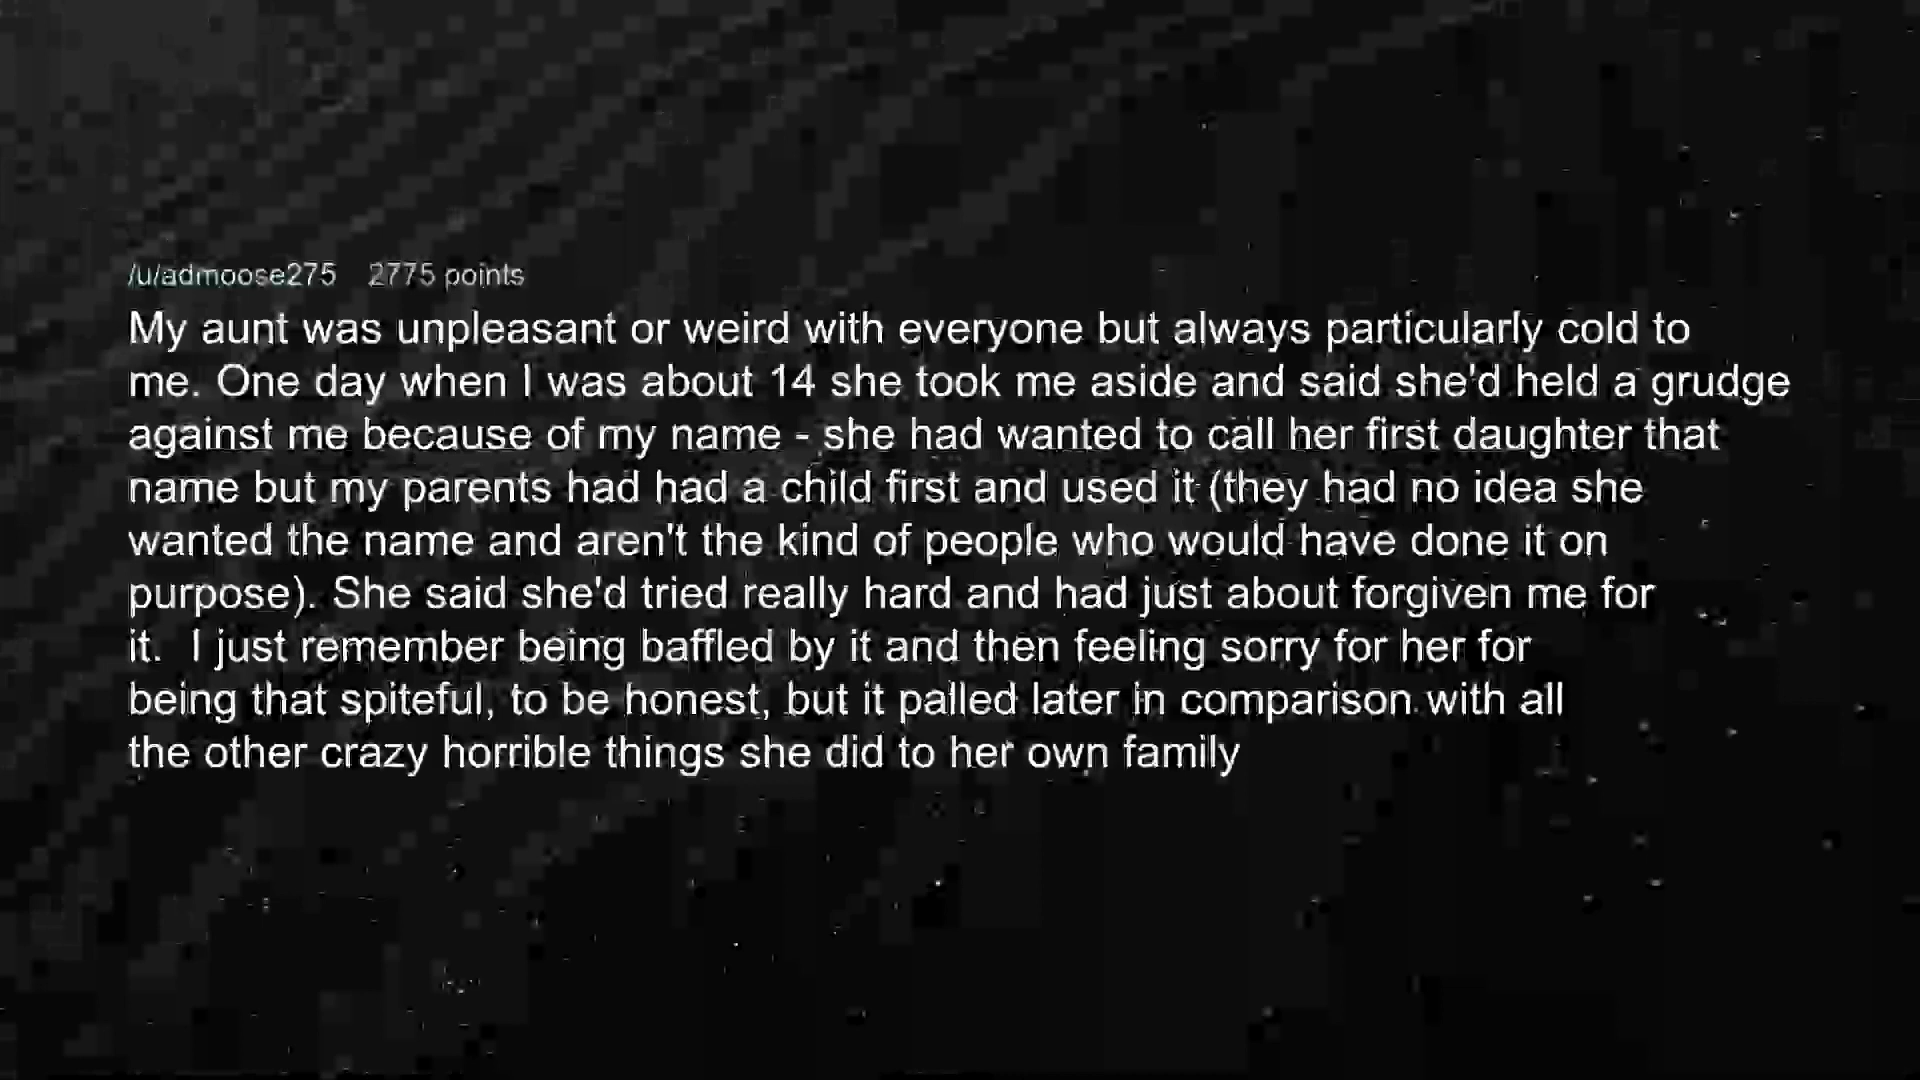 /u/admoose275 2775 points
My aunt was unpleasant or weird with everyone but always particularly cold to
me. One day when I was about 14 she took me aside and said she'd held a grudge
against me because of my name - she had wanted to call her first daughter that
name but my parents had had a child first and used it (they had no idea she
wanted the name and aren't the kind of people who would have done it on
purpose). She said she'd tried really hard and had just about forgiven me for
it.  I just remember being baffled by it and then feeling sorry for her for
being that spiteful, to be honest, but it palled later in comparison with all
the other crazy horrible things she did to her own family